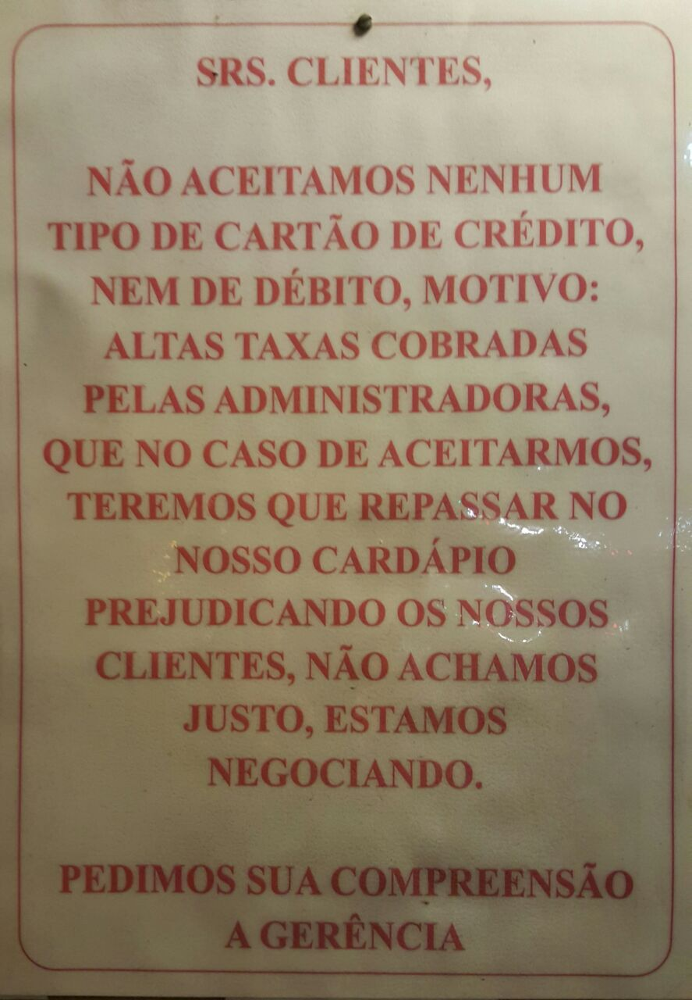 SRS. CLIENTES,
NÃO ACEITAMOS NENHUM
TIPO DE CARTÃO DE CRÉDITO,
NEM DE DÉBITO, MOTIVO:
ALTAS TAXAS COBRADAS
PELAS ADMINISTRADORAS,
QUE NO CASO DE ACEITARMOS,
TEREMOS QUE REPASSAR NO
NOSSO CARDÁPIO
PREJUDICANDO OS NOSSOS
CLIENTES, NÃO ACHAMOS
JUSTO, ESTAMOS
NEGOCIANDO.
PEDIMOS SUA COMPREENSÃO
A GERÊNCIA